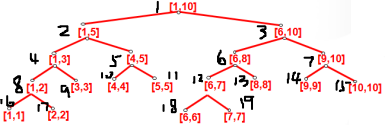 1 [1,10]
2 [1,5] 3 [6,10]
4 [1,3] 5 [4,5] 6 [6,8] 7 [9,10]
8 [1,2] 9 [3,3] 10 [4,4] [5,5] 11 12 [6,7] 13 [8,8] 14 [9,9] 15 [10,10]
16 [1,1] 17 [2,2] 18 [6,6] [7,7] 19